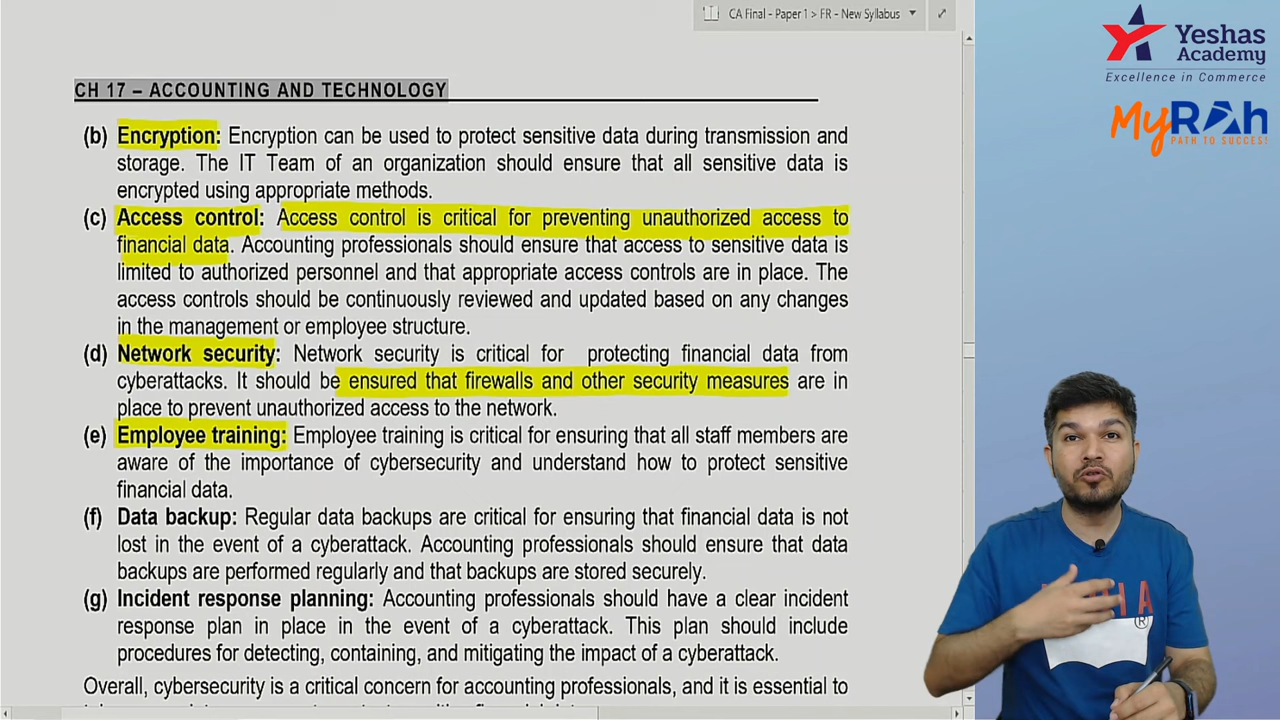 CA Final - Paper 1 > FR - New Syllabus
Yeshas
Academy
Excellence in Commerce
MyRAh
PATH TO SUCCESS!
CH 17 – ACCOUNTING AND TECHNOLOGY
(b) Encryption: Encryption can be used to protect sensitive data during transmission and
storage. The IT Team of an organization should ensure that all sensitive data is
encrypted using appropriate methods.
(c) Access control: Access control is critical for preventing unauthorized access to
financial data. Accounting professionals should ensure that access to sensitive data is
limited to authorized personnel and that appropriate access controls are in place. The
access controls should be continuously reviewed and updated based on any changes
in the management or employee structure.
(d) Network security: Network security is critical for protecting financial data from
cyberattacks. It should be ensured that firewalls and other security measures are in
place to prevent unauthorized access to the network.
(e) Employee training: Employee training is critical for ensuring that all staff members are
aware of the importance of cybersecurity and understand how to protect sensitive
financial data.
(f) Data backup: Regular data backups are critical for ensuring that financial data is not
lost in the event of a cyberattack. Accounting professionals should ensure that data
backups are performed regularly and that backups are stored securely.
(g) Incident response planning: Accounting professionals should have a clear incident
response plan in place in the event of a cyberattack. This plan should include
procedures for detecting, containing, and mitigating the impact of a cyberattack.
Overall, cybersecurity is a critical concern for accounting professionals, and it is essential to